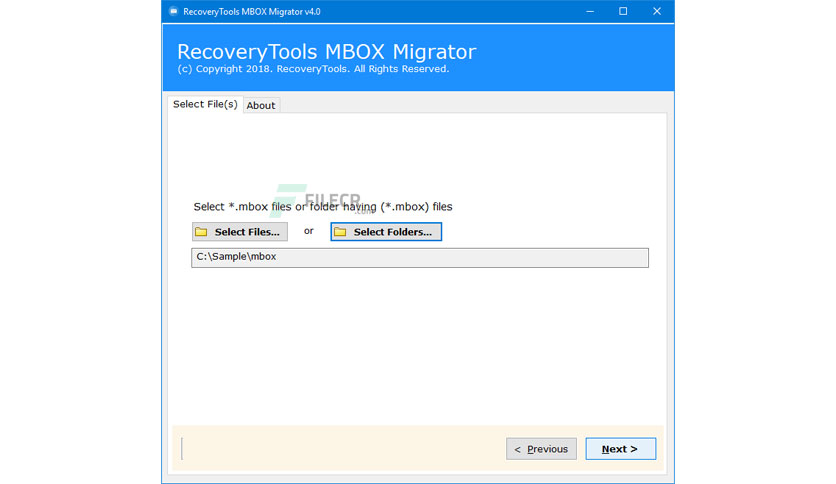 RecoveryTools MBOX Migrator v4.0
RecoveryTools MBOX Migrator
(c) Copyright 2018. RecoveryTools. All Rights Reserved.
Select File(s) About
FILECR
.com
Select *.mbox files or folder having (*.mbox) files
Select Files... or Select Folders...
C:\Sample\mbox
< Previous Next >